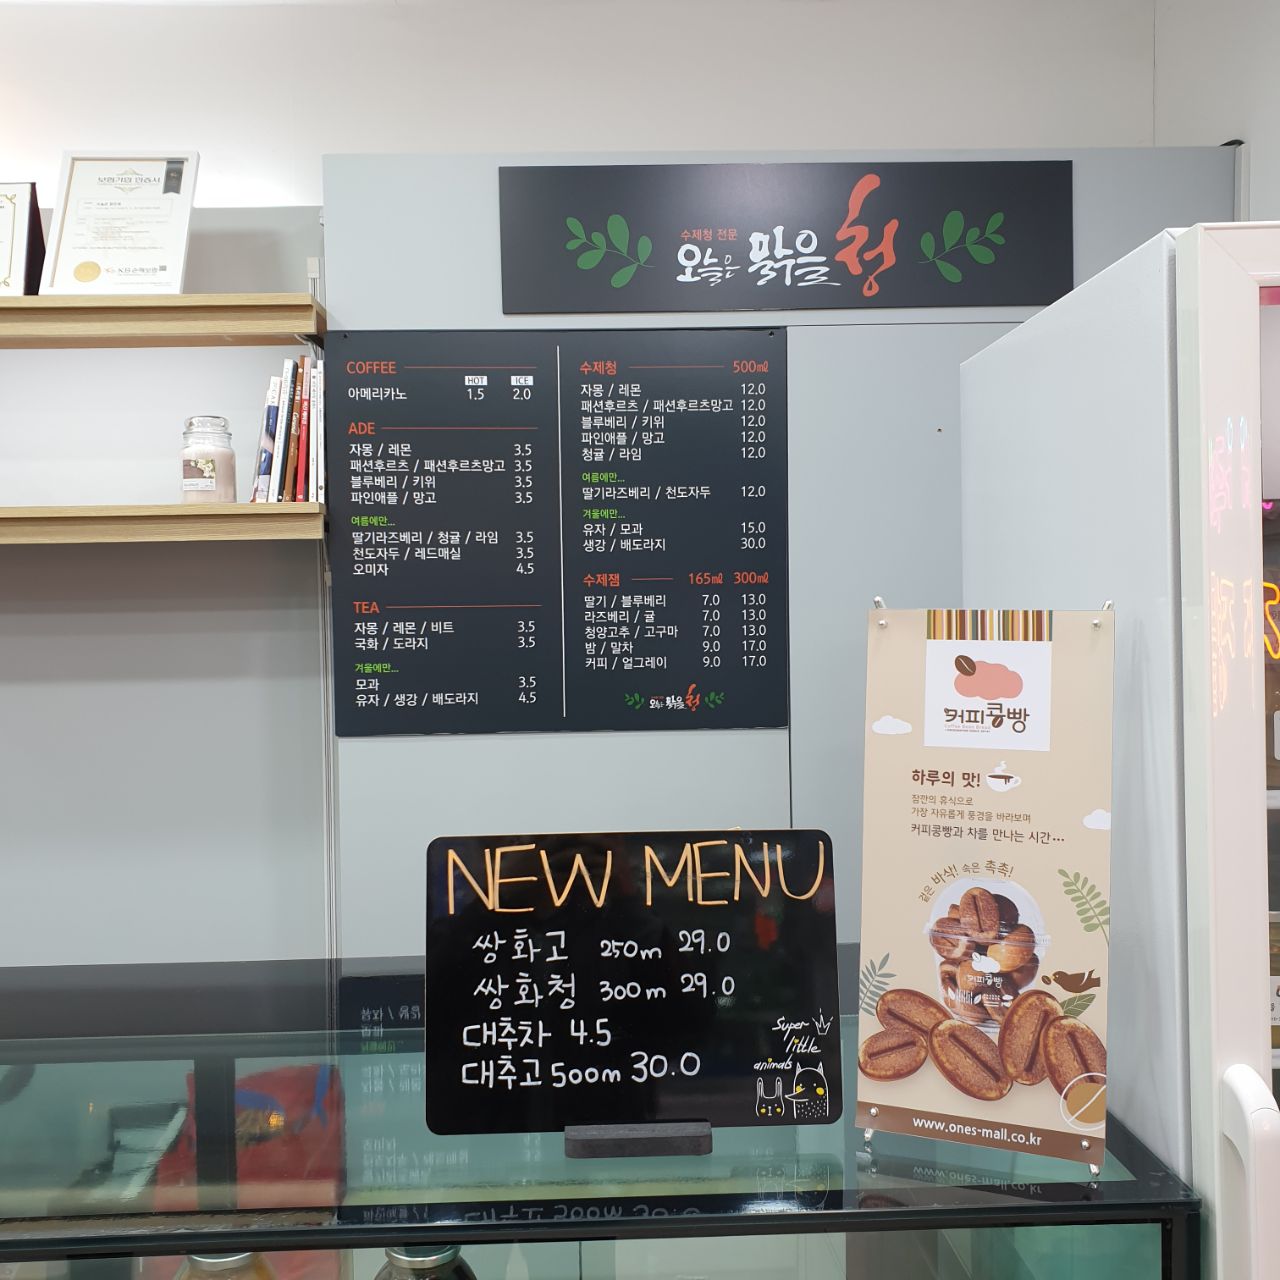 보험가입 인증서
KB손해보험
수제청 전문
오늘은 맑을청
COFFEE
HOT ICE
아메리카노 1.5 2.0
ADE
자몽 / 레몬 3.5
패션후르츠 / 패션후르츠망고 3.5
블루베리 / 키위 3.5
파인애플 / 망고 3.5
여름에만...
딸기라즈베리 / 청귤 / 라임 3.5
천도자두 / 레드매실 3.5
오미자 4.5
TEA
자몽 / 레몬 / 비트 3.5
국화 / 도라지 3.5
겨울에만...
모과 3.5
유자 / 생강 / 배도라지 4.5
수제청 500㎖
자몽 / 레몬 12.0
패션후르츠 / 패션후르츠망고 12.0
블루베리 / 키위 12.0
파인애플 / 망고 12.0
청귤 / 라임 12.0
여름에만...
딸기라즈베리 / 천도자두 12.0
겨울에만...
유자 / 모과 15.0
생강 / 배도라지 30.0
수제잼 165㎖ 300㎖
딸기 / 블루베리 7.0 13.0
라즈베리 / 귤 7.0 13.0
청양고추 / 고구마 7.0 13.0
밤 / 말차 9.0 17.0
커피 / 얼그레이 9.0 17.0
오늘은 맑을청
NEW MENU
쌍화고 250m 29.0
쌍화청 300m 29.0
대추차 4.5
대추고 500m 30.0
Super
little
animals
커피콩빵
Coffee Bean Bread
하루의 맛!
잠깐의 휴식으로
가장 자유롭게 풍경을 바라보며
커피콩빵과 차를 만나는 시간...
겉은 바삭! 속은 촉촉!
커피콩빵
www.ones-mall.co.kr